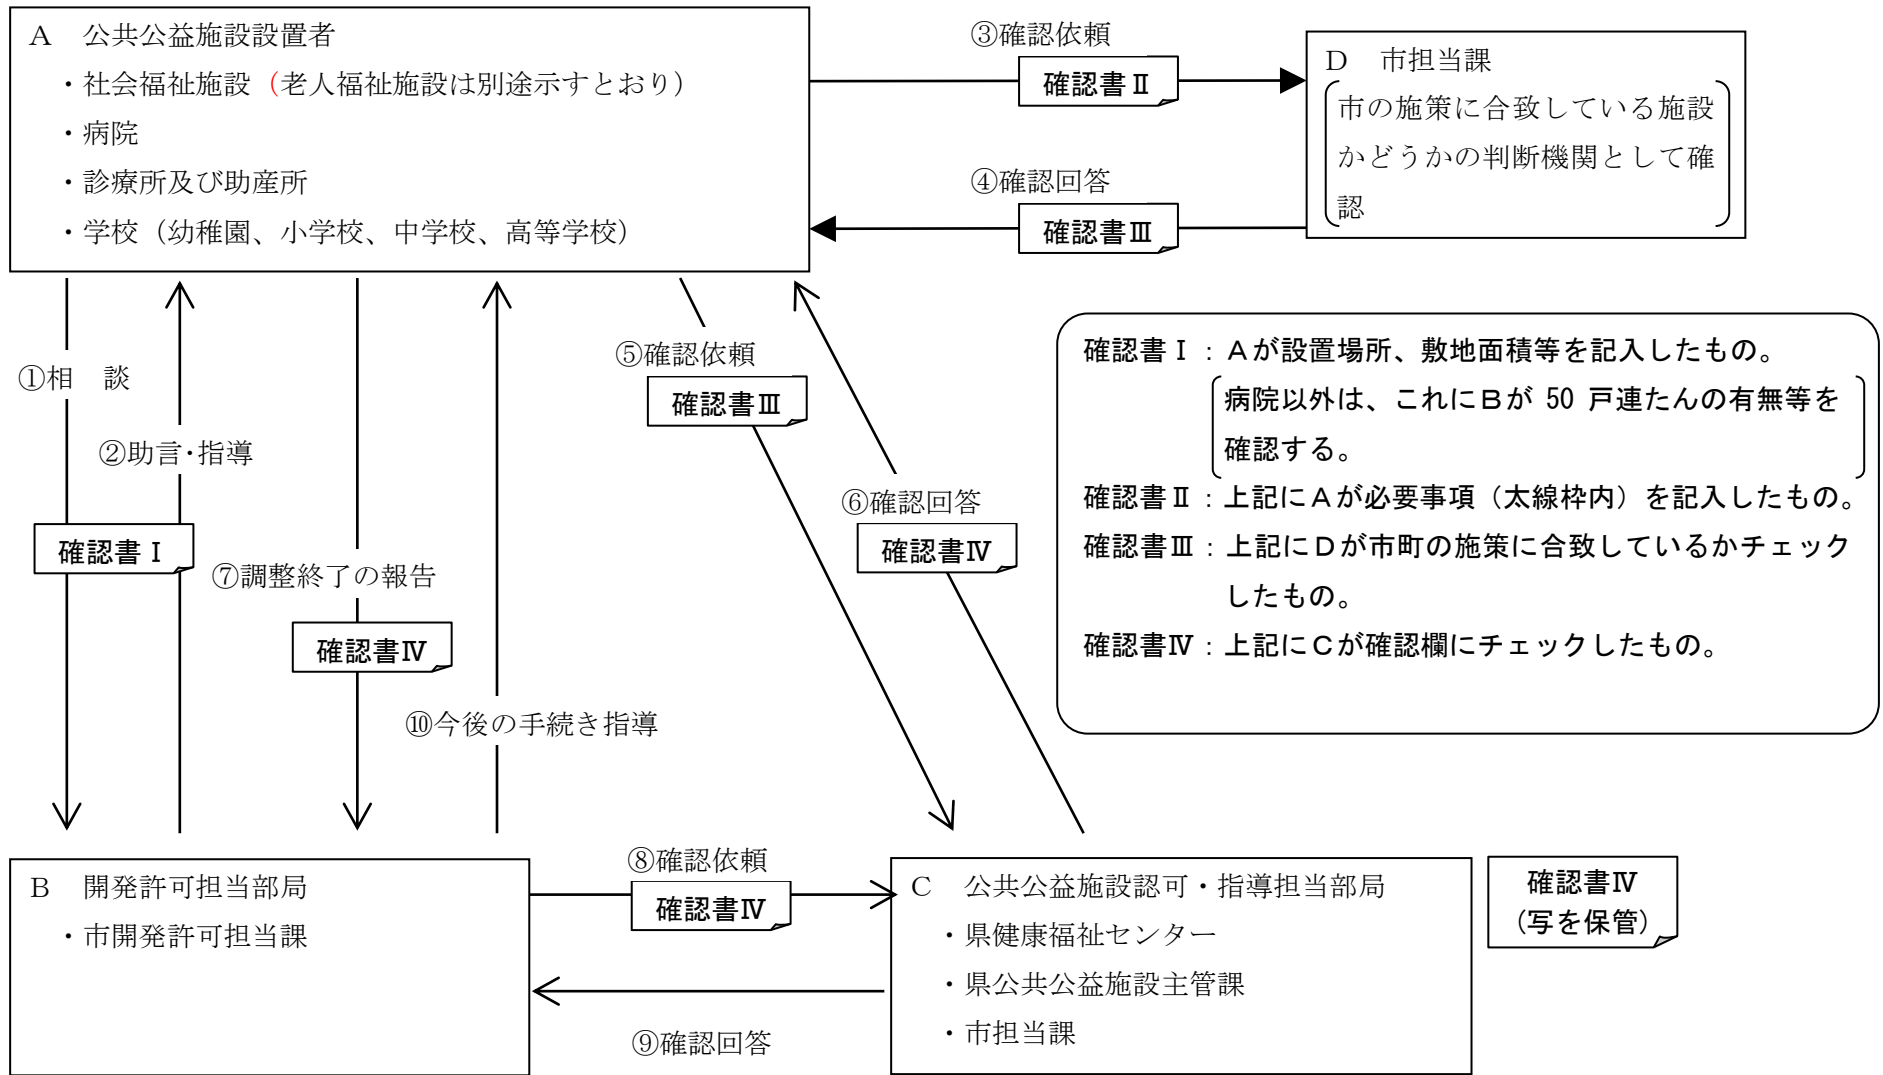 A　公共公益施設設置者
・社会福祉施設（老人福祉施設は別途示すとおり）
・病院
・診療所及び助産所
・学校（幼稚園、小学校、中学校、高等学校）
③確認依頼
確認書Ⅱ
④確認回答
確認書Ⅲ
D　市担当課
市の施策に合致している施設
かどうかの判断機関として確
認
①相　談
確認書Ⅰ
②助言･指導
⑦調整終了の報告
確認書Ⅳ
⑩今後の手続き指導
⑤確認依頼
確認書Ⅲ
⑥確認回答
確認書Ⅳ
確認書Ⅰ：Aが設置場所、敷地面積等を記入したもの。
病院以外は、これにBが 50 戸連たんの有無等を
確認する。
確認書Ⅱ：上記にAが必要事項（太線枠内）を記入したもの。
確認書Ⅲ：上記にDが市町の施策に合致しているかチェック
したもの。
確認書Ⅳ：上記にCが確認欄にチェックしたもの。
B　開発許可担当部局
・市開発許可担当課
⑧確認依頼
確認書Ⅳ
⑨確認回答
C　公共公益施設認可・指導担当部局
・県健康福祉センター
・県公共公益施設主管課
・市担当課
確認書Ⅳ
（写を保管）